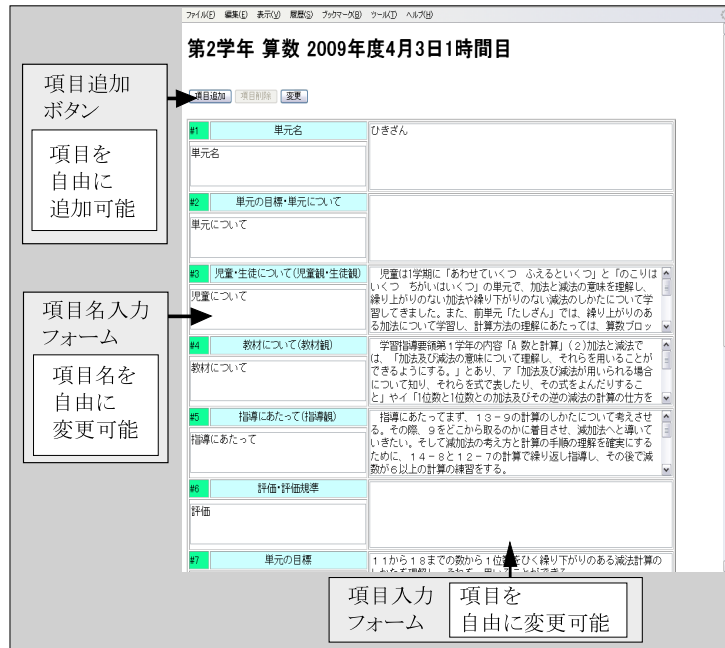 ファイル(F) 編集(E) 表示(V) 履歴(S) ブックマーク(B) ツール(T) ヘルプ(H)
第2学年 算数 2009年度4月3日1時間目
項目追加
ボタン
項目を
自由に
追加可能
項目追加 項目削除 変更
#1 単元名
単元名
ひきざん
#2 単元の目標・単元について
単元について
#3 児童・生徒について(児童観・生徒観)
児童について
児童は1学期に「あわせていくつ ふえるといくつ」と「のこりは
いくつ ちがいはいくつ」の単元で、加法と減法の意味を理解し、
繰り上がりのない加法や繰り下がりのない減法のしかたについて学
習してきました。また、前単元「たしざん」では、繰り上がりのあ
る加法について学習し、計算方法の理解にあたっては、算数ブロッ
項目名入力
フォーム
項目名を
自由に
変更可能
#4 教材について(教材観)
教材について
学習指導要領第1学年の内容「A 数と計算」(2)加法と減法で
は、「加法及び減法の意味について理解し、それらを用いることが
できるようにする。」とあり、ア「加法及び減法が用いられる場合
について知り、それらを式で表したり、その式をよんだりするこ
と」やイ「1位数と1位数との加法及びその逆の減法の計算の仕方を
#5 指導にあたって(指導観)
指導にあたって
指導にあたってまず、13-9の計算のしかたについて考えさせ
る。その際、9をどこから取るのかに着目させ、減加法へと導いて
いきたい。そして減加法の考え方と計算の手順の理解を確実にする
ために、14-8と12-7の計算で繰り返し指導し、その後で減
数が6以上の計算の練習をする。
#6 評価・評価規準
評価
#7 単元の目標
11から18までの数から1位数をひく繰り下がりのある減法計算の
項目入力
フォーム
項目を
自由に変更可能